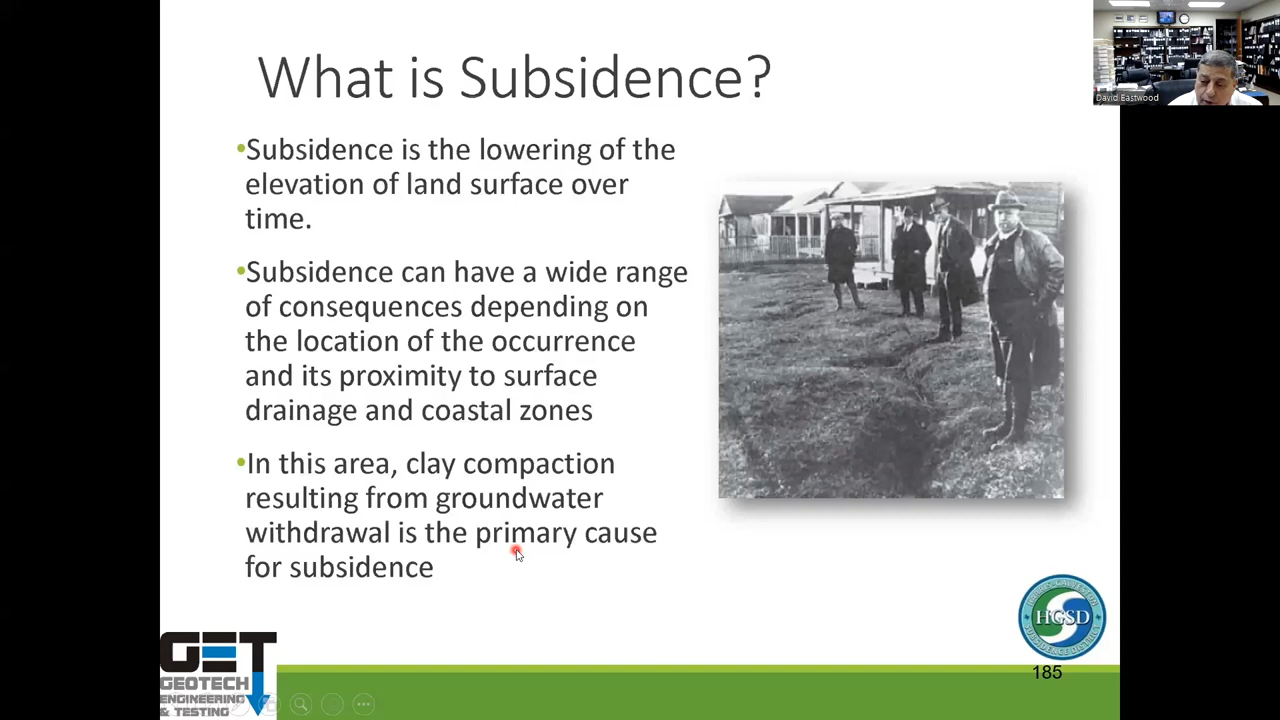 What is Subsidence?
David Eastwood
•Subsidence is the lowering of the
elevation of land surface over
time.
•Subsidence can have a wide range
of consequences depending on
the location of the occurrence
and its proximity to surface
drainage and coastal zones
•In this area, clay compaction
resulting from groundwater
withdrawal is the primary cause
for subsidence
HGSD
SUBSIDENCE DISTRICT
185
GET
GEOTECH
ENGINEERING
& TESTING